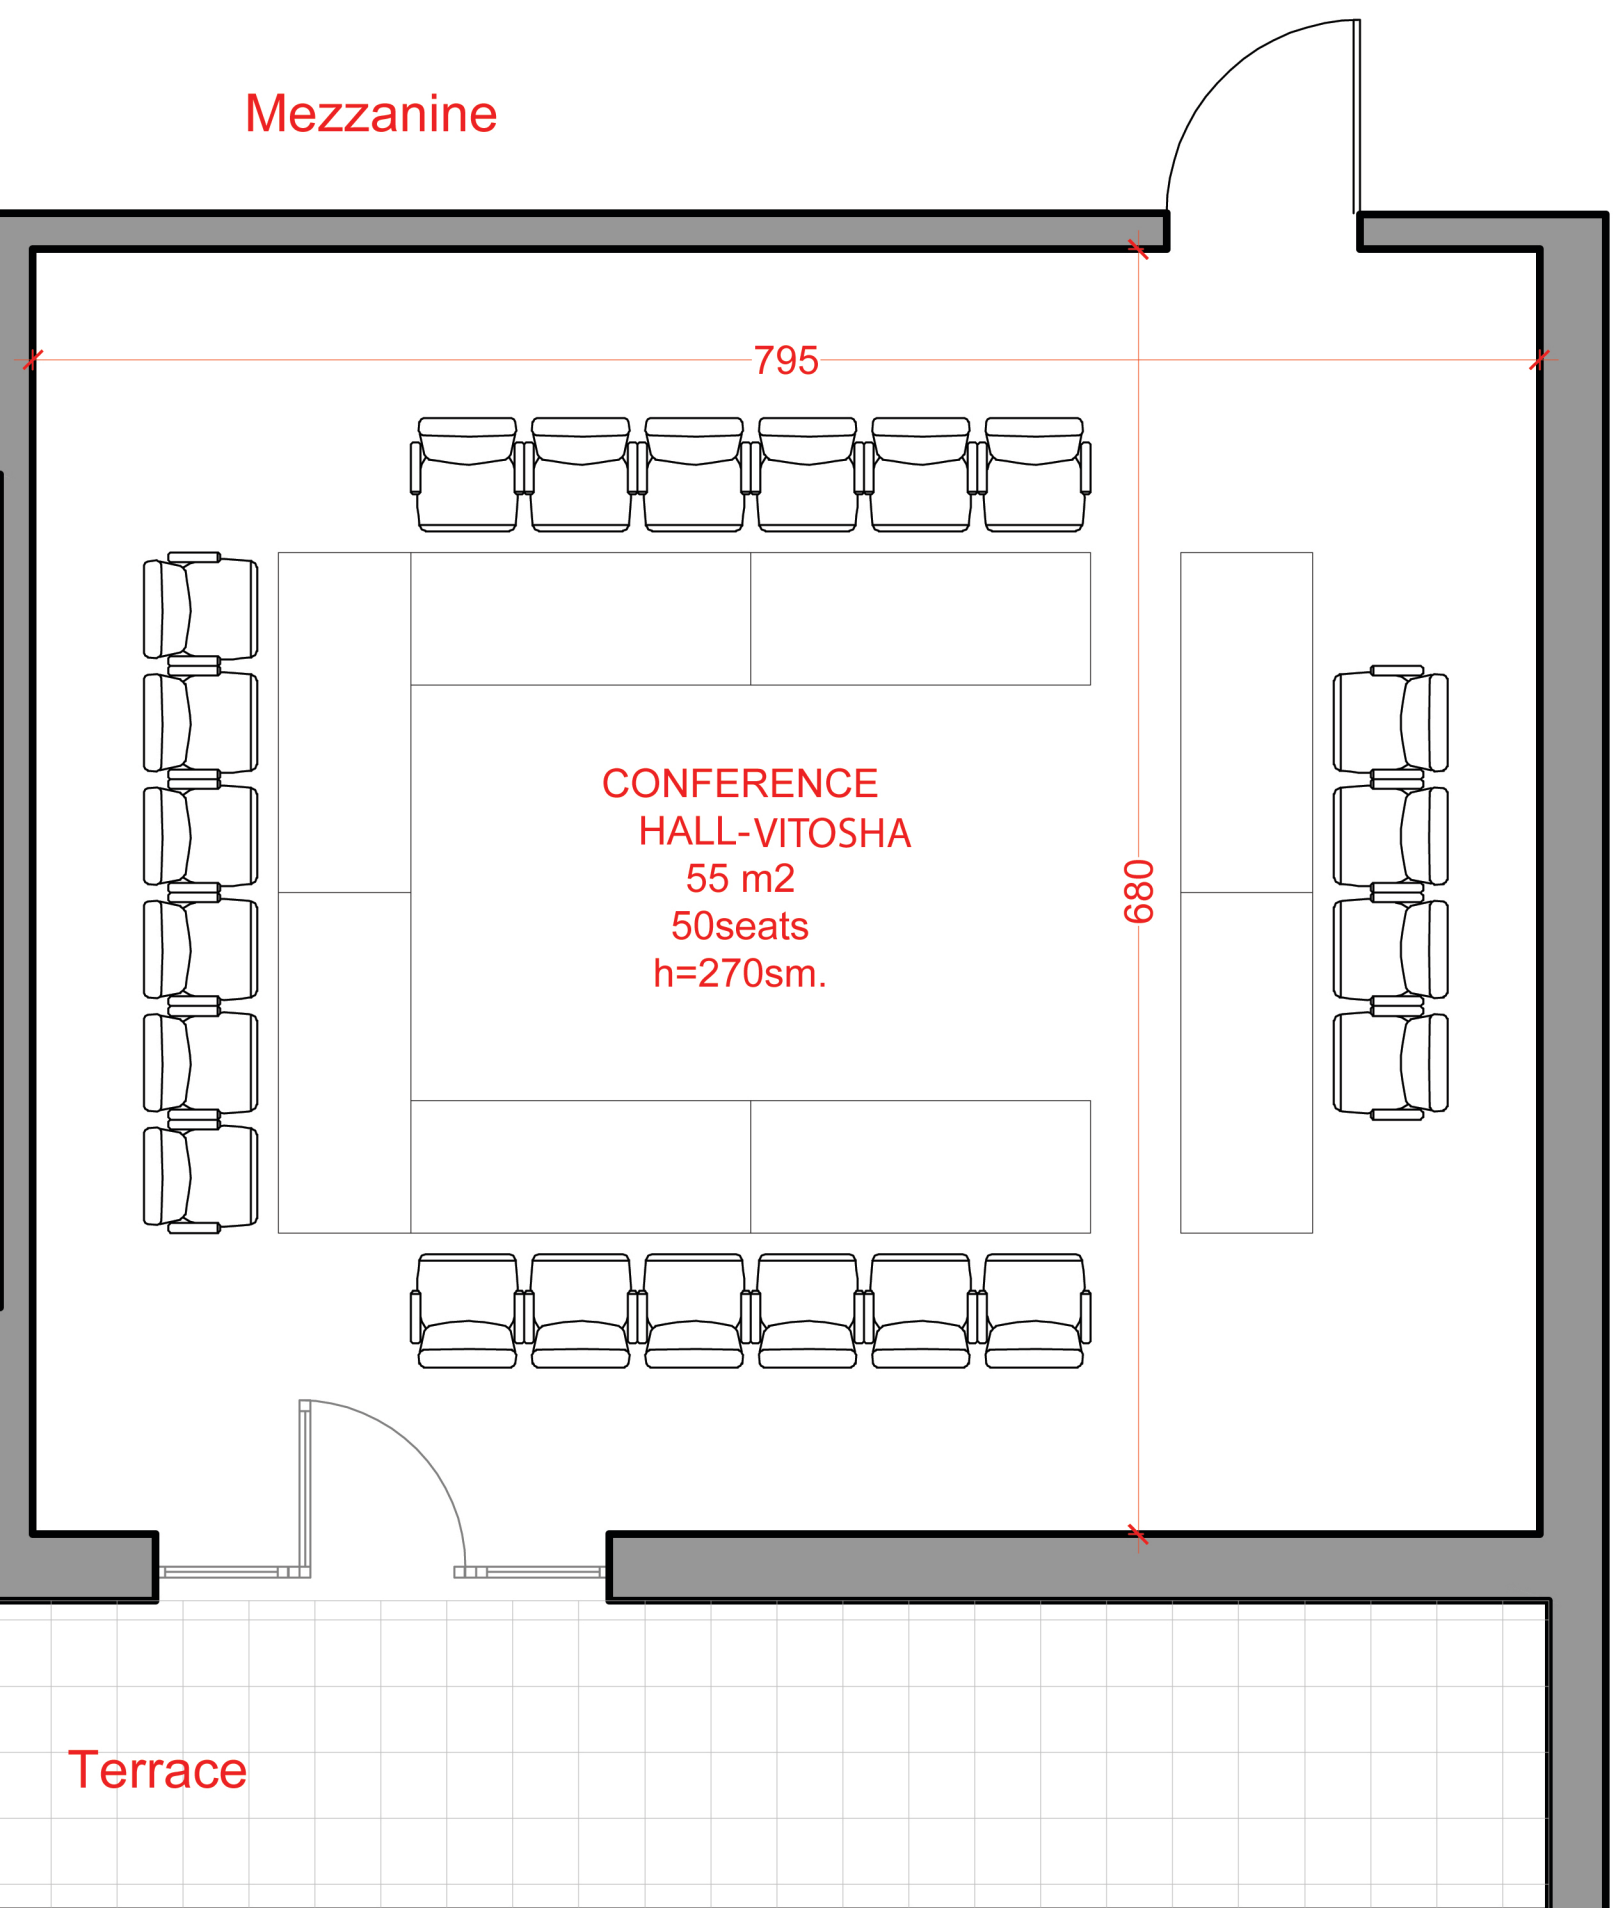 Mezzanine
795
CONFERENCE
HALL-VITOSHA
55 m2
680
50seats
h=270sm.
Terrace